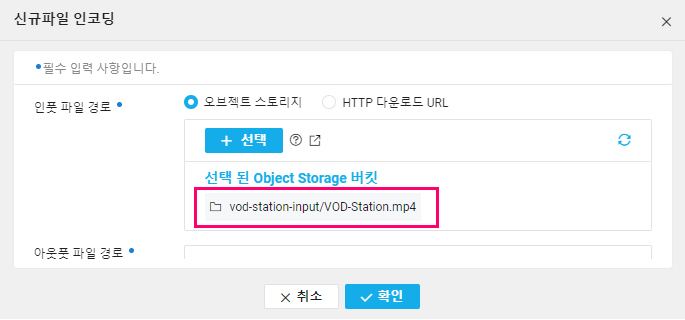 신규파일 인코딩
필수 입력 사항입니다.
인풋 파일 경로
오브젝트 스토리지 HTTP 다운로드 URL
선택
선택 된 Object Storage 버킷
vod-station-input/VOD-Station.mp4
아웃풋 파일 경로
취소 확인